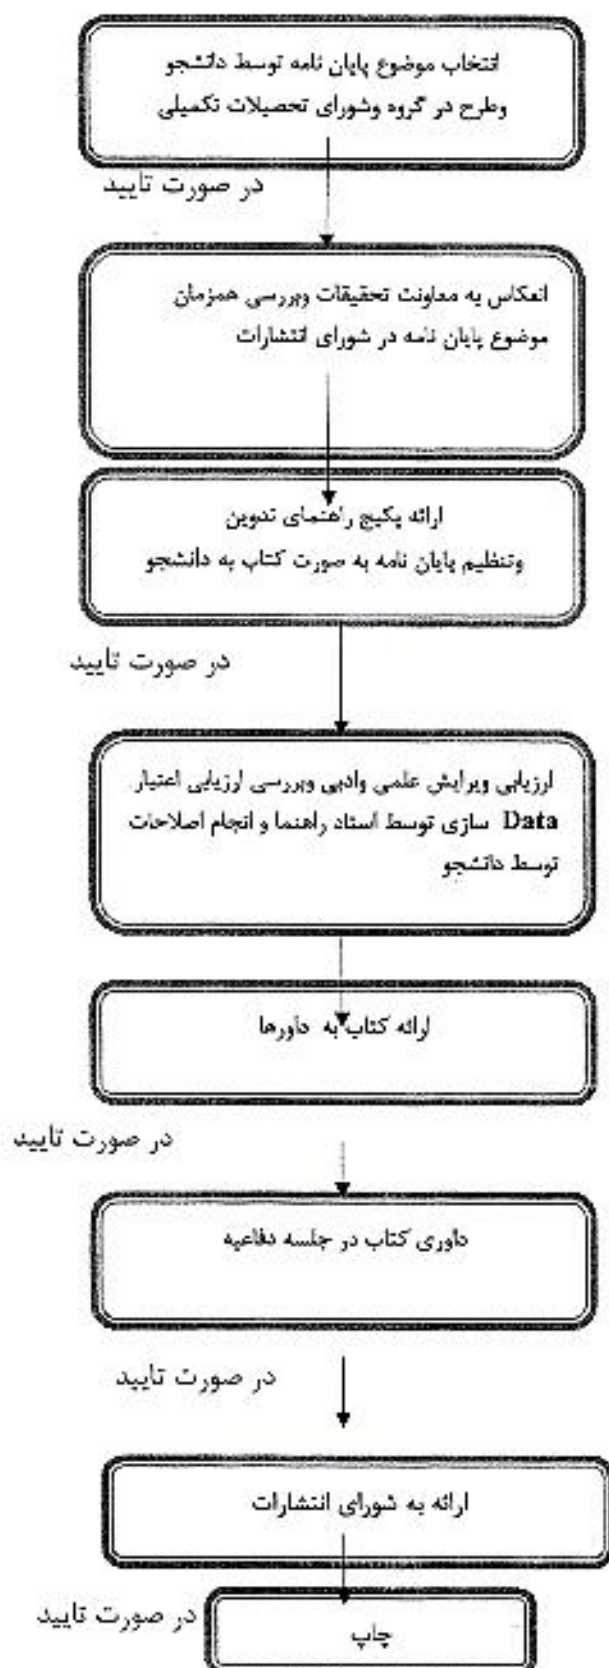 انتخاب موضوع پایان نامه توسط دانشجو
وطرح در گروه وشورای تحصیلات تکمیلی
در صورت تایید
انعکاس به معاونت تحقیقات وبررسی همزمان
موضوع پایان نامه در شورای انتشارات
ارائه پکیج راهنمای تدوین
وتنظیم پایان نامه به صورت کتاب به دانشجو
در صورت تایید
ارزیابی ویرایش علمی وادبی وبررسی ارزیابی اعتبار
Data سازی توسط استاد راهنما و انجام اصلاحات
توسط دانشجو
ارائه کتاب به داورها
در صورت تایید
داوری کتاب در جلسه دفاعیه
در صورت تایید
ارائه به شورای انتشارات
در صورت تایید
چاپ